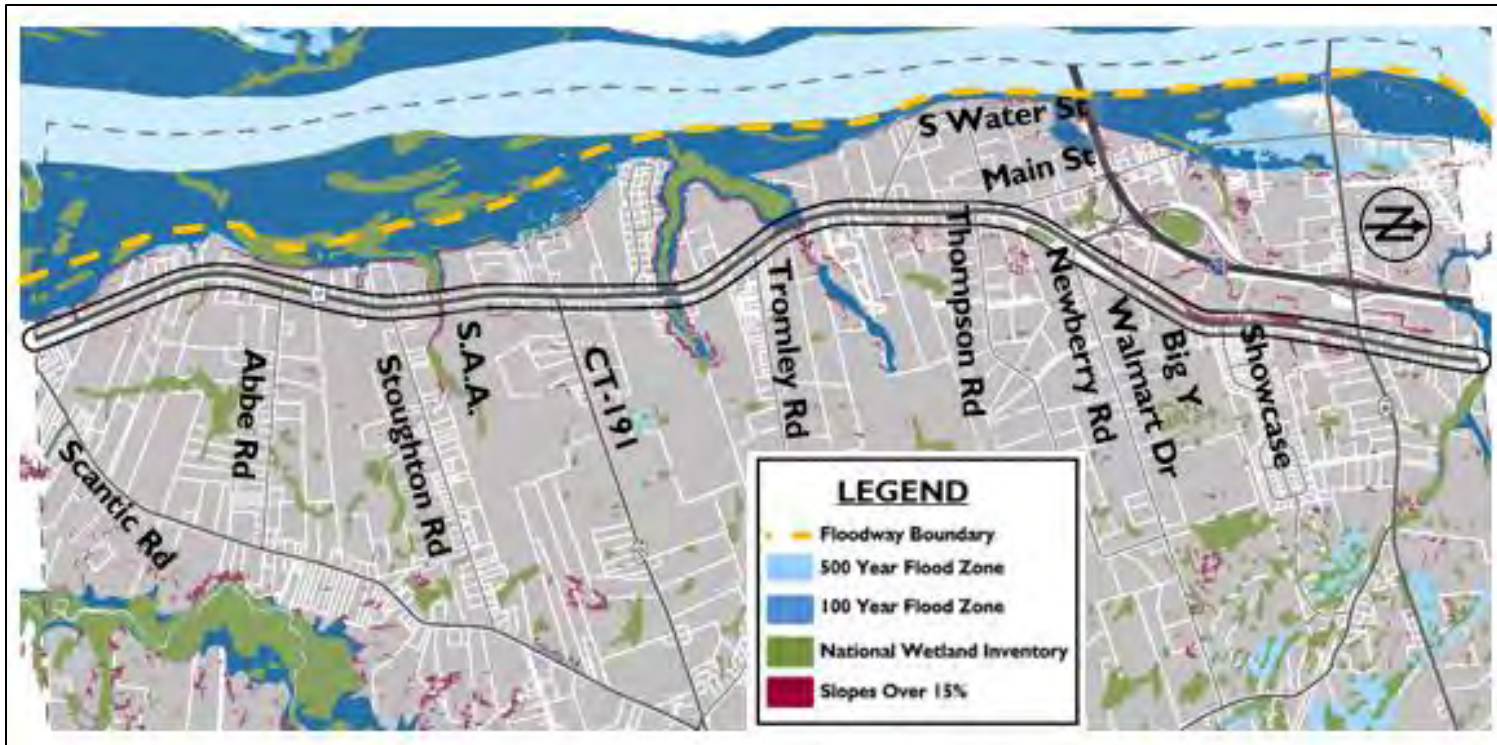 S Water St
Main St
Thompson Rd
Newberry Rd
Tromley Rd
Walmart Dr
Big Y
Showcase
S.A.A.
CT-191
Abbe Rd
Stoughton Rd
Scantic Rd
N
LEGEND
Floodway Boundary
500 Year Flood Zone
100 Year Flood Zone
National Wetland Inventory
Slopes Over 15%